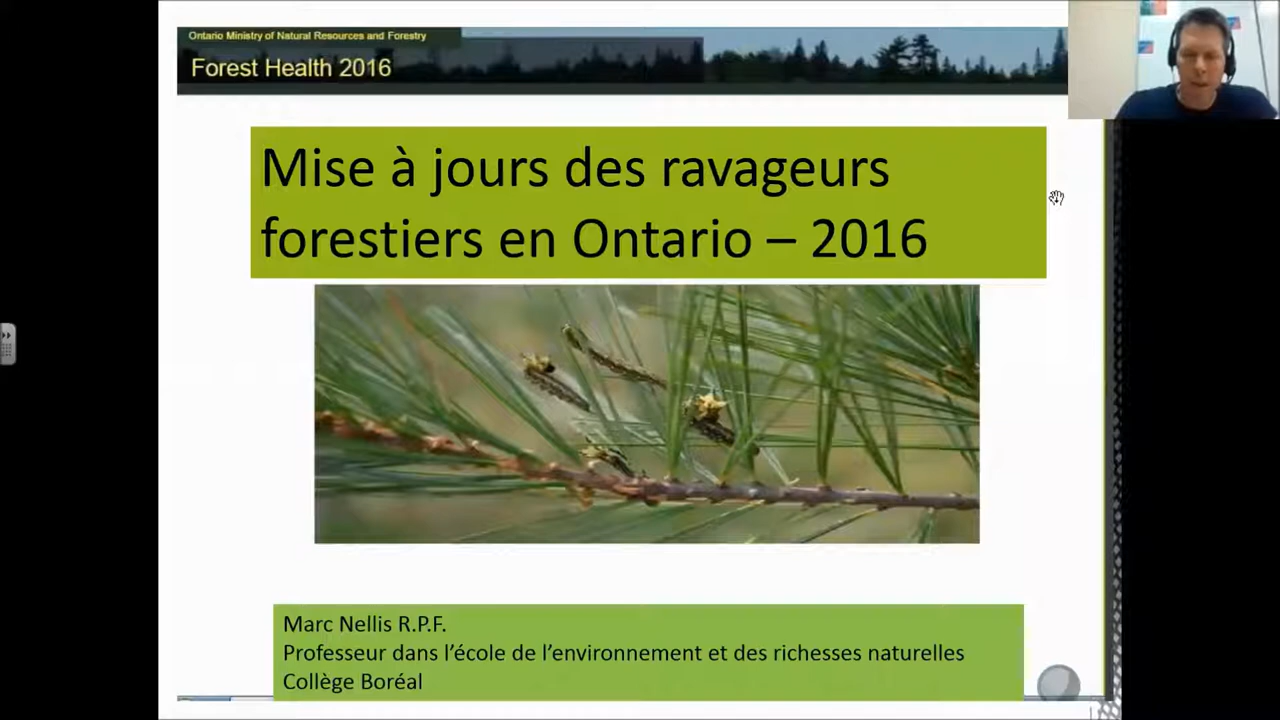 Ontario Ministry of Natural Resources and Forestry
Forest Health 2016
Mise à jours des ravageurs
forestiers en Ontario – 2016
Marc Nellis R.P.F.
Professeur dans l’école de l’environnement et des richesses naturelles
Collège Boréal